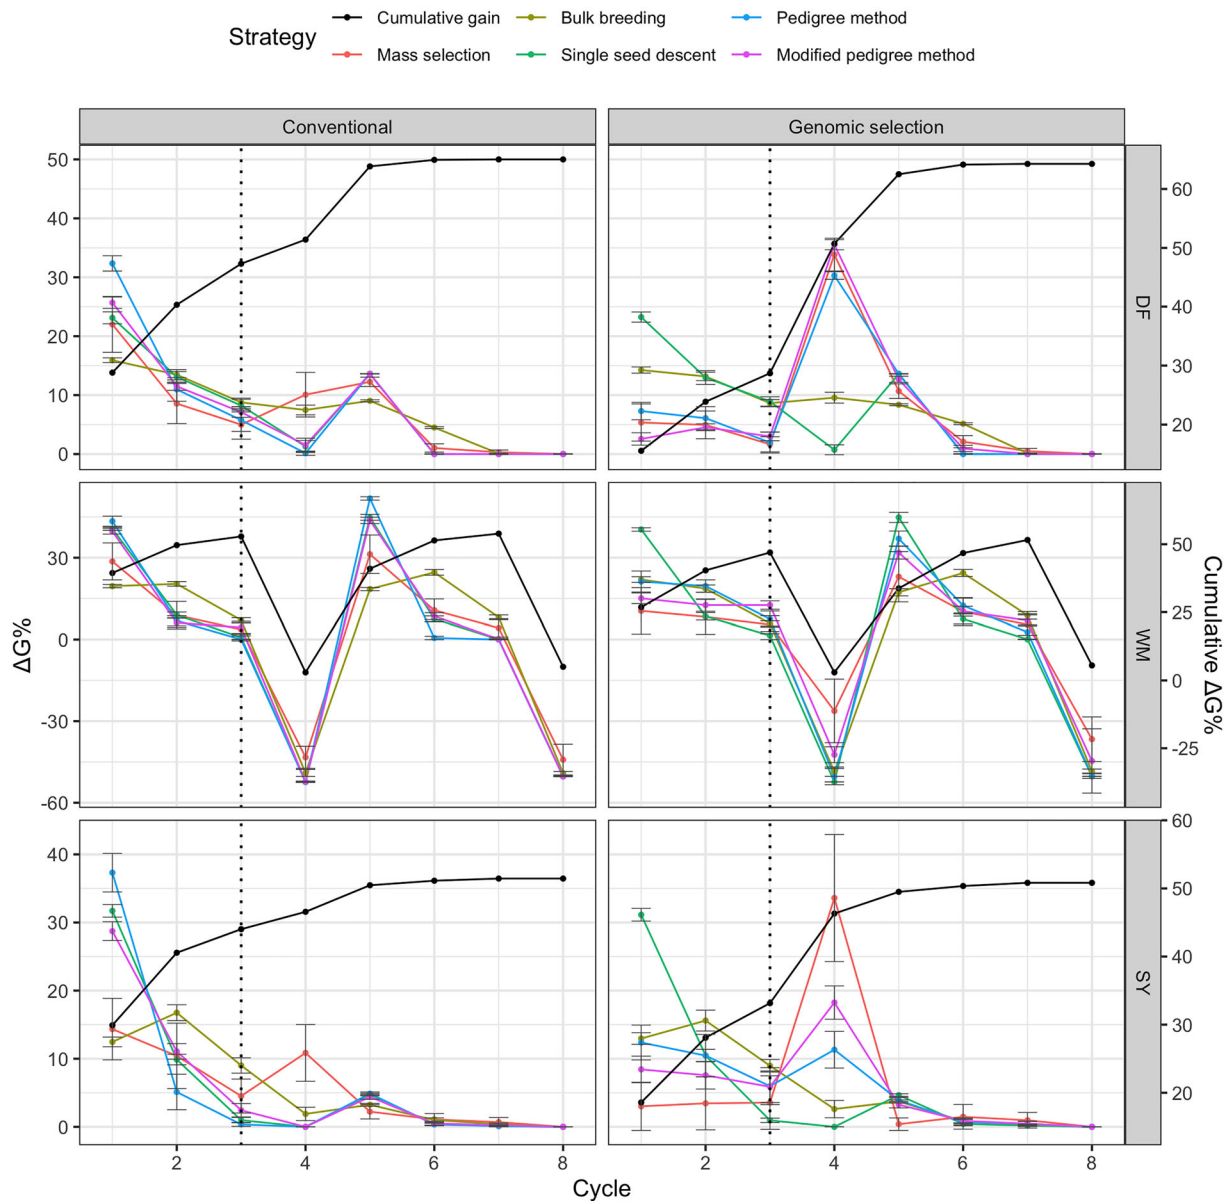 Strategy
Cumulative gain
Bulk breeding
Pedigree method
Mass selection
Single seed descent
Modified pedigree method
Conventional
Genomic selection
50
40
30
20
10
0
60
50
40
30
20
DF
30
0
-30
-60
50
25
0
-25
WM
40
30
20
10
0
60
50
40
30
20
SY
ΔG%
Cumulative ΔG%
2 4 6 8
2 4 6 8
Cycle